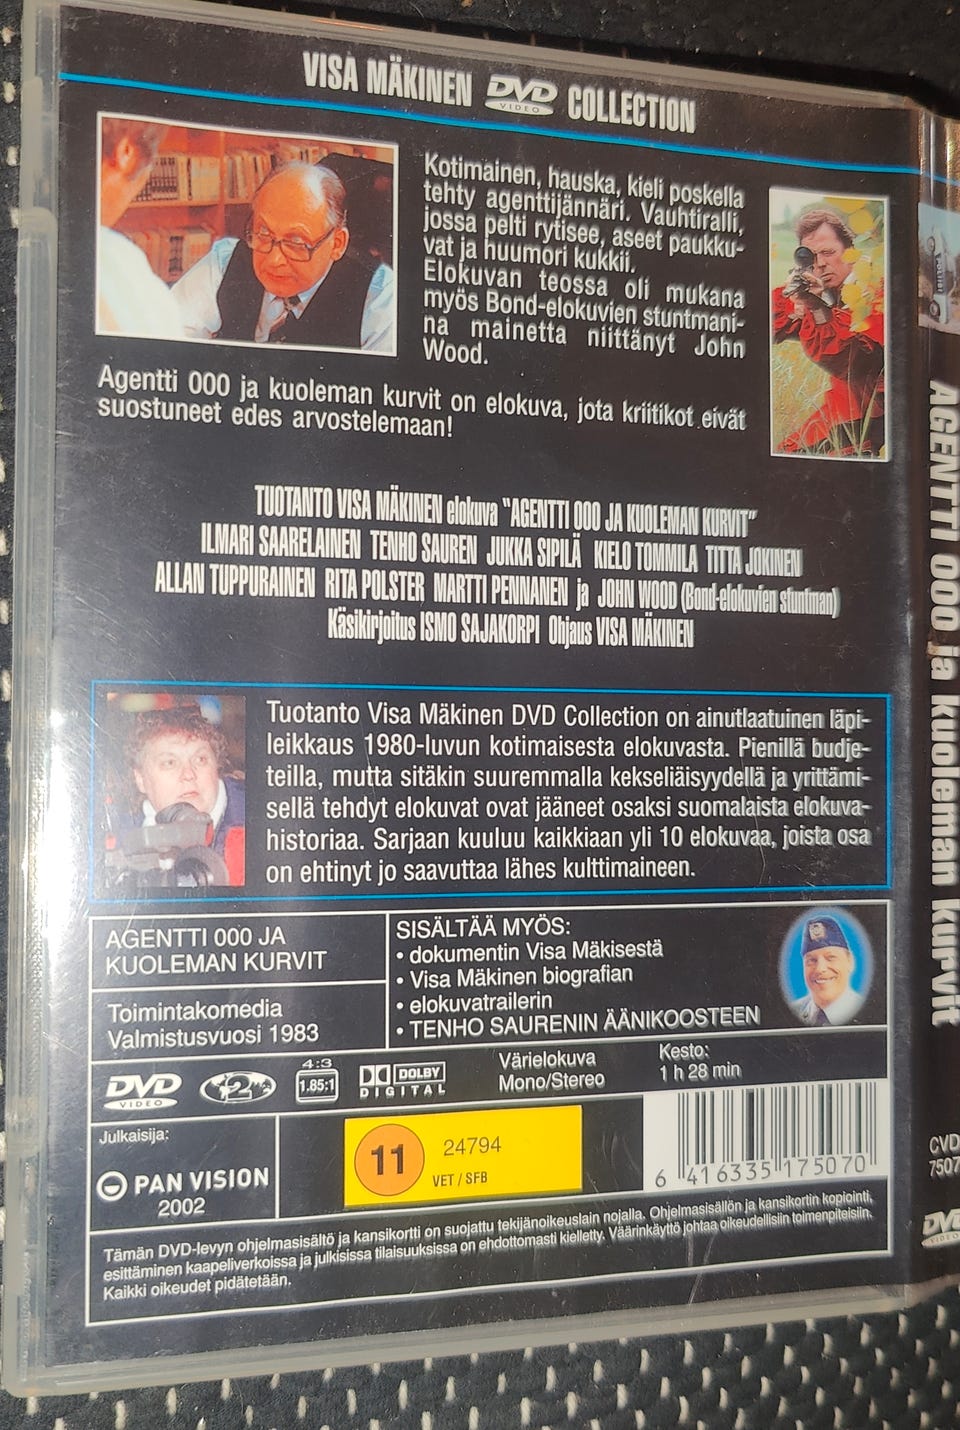 VISA MÄKINEN DVD VIDEO COLLECTION
Kotimainen, hauska, kieli poskella
tehty agenttijännäri. Vauhtiralli,
jossa pelti rytisee, aseet paukku-
vat ja huumori kukkii.
Elokuvan teossa oli mukana
myös Bond-elokuvien stuntmani-
na mainetta niittänyt John
Wood.
Agentti 000 ja kuoleman kurvit on elokuva, jota kriitikot eivät
suostuneet edes arvostelemaan!
TUOTANTO VISA MÄKINEN elokuva "AGENTTI 000 JA KUOLEMAN KURVIT"
ILMARI SAARELAINEN TENHO SAUREN JUKKA SIPILÄ KIELO TOMMILA TITTA JOKINEN
ALLAN TUPPURAINEN RITA POLSTER MARTTI PENNANEN ja JOHN WOOD (Bond-elokuvien stuntman)
Käsikirjoitus ISMO SAJAKORPI Ohjaus VISA MÄKINEN
Tuotanto Visa Mäkinen DVD Collection on ainutlaatuinen läpi-
leikkaus 1980-luvun kotimaisesta elokuvasta. Pienillä budje-
teilla, mutta sitäkin suuremmalla kekseliäisyydellä ja yrittämi-
sellä tehdyt elokuvat ovat jääneet osaksi suomalaista elokuva-
historiaa. Sarjaan kuuluu kaikkiaan yli 10 elokuvaa, joista osa
on ehtinyt jo saavuttaa lähes kulttimaineen.
AGENTTI 000 JA
KUOLEMAN KURVIT
Toimintakomedia
Valmistusvuosi 1983
SISÄLTÄÄ MYÖS:
• dokumentin Visa Mäkisestä
• Visa Mäkinen biografian
• elokuvatrailerin
• TENHO SAURENIN ÄÄNIKOOSTEEN
DVD VIDEO
2
4:3
1.85:1
DOLBY
DIGITAL
Värielokuva
Mono/Stereo
Kesto:
1 h 28 min
Julkaisija:
PAN VISION
2002
11
24794
VET / SFB
6 416335 175070
Tämän DVD-levyn ohjelmasisältö ja kansikortti on suojattu tekijänoikeuslain nojalla. Ohjelmasisällön ja kansikortin kopiointi,
esittäminen kaapeliverkoissa ja julkisissa tilaisuuksissa on ehdottomasti kielletty. Väärinkäyttö johtaa oikeudellisiin toimenpiteisiin.
Kaikki oikeudet pidätetään.
AGENTTI 000 ja kuoleman kurvit
CVD
7507
DVD
VIDEO